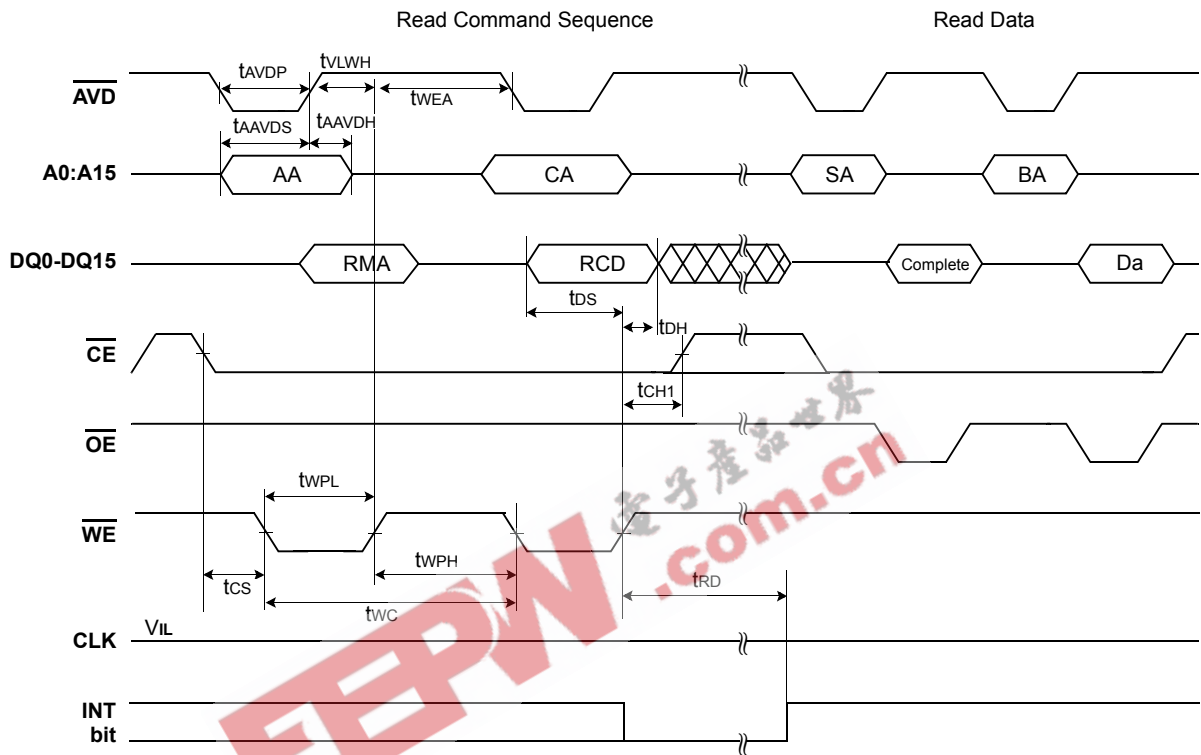 Read Command Sequence
Read Data
AVD
tAVDP
tVLWH
tWEA
tAAVDS
tAAVDH
A0:A15
AA
CA
SA
BA
DQ0-DQ15
RMA
RCD
Complete
Da
tDS
tDH
CE
tCH1
OE
WE
tWPL
tWPH
tCS
tWC
tRD
CLK
VIL
INT
bit
電子產品世界
EEPW
.com.cn